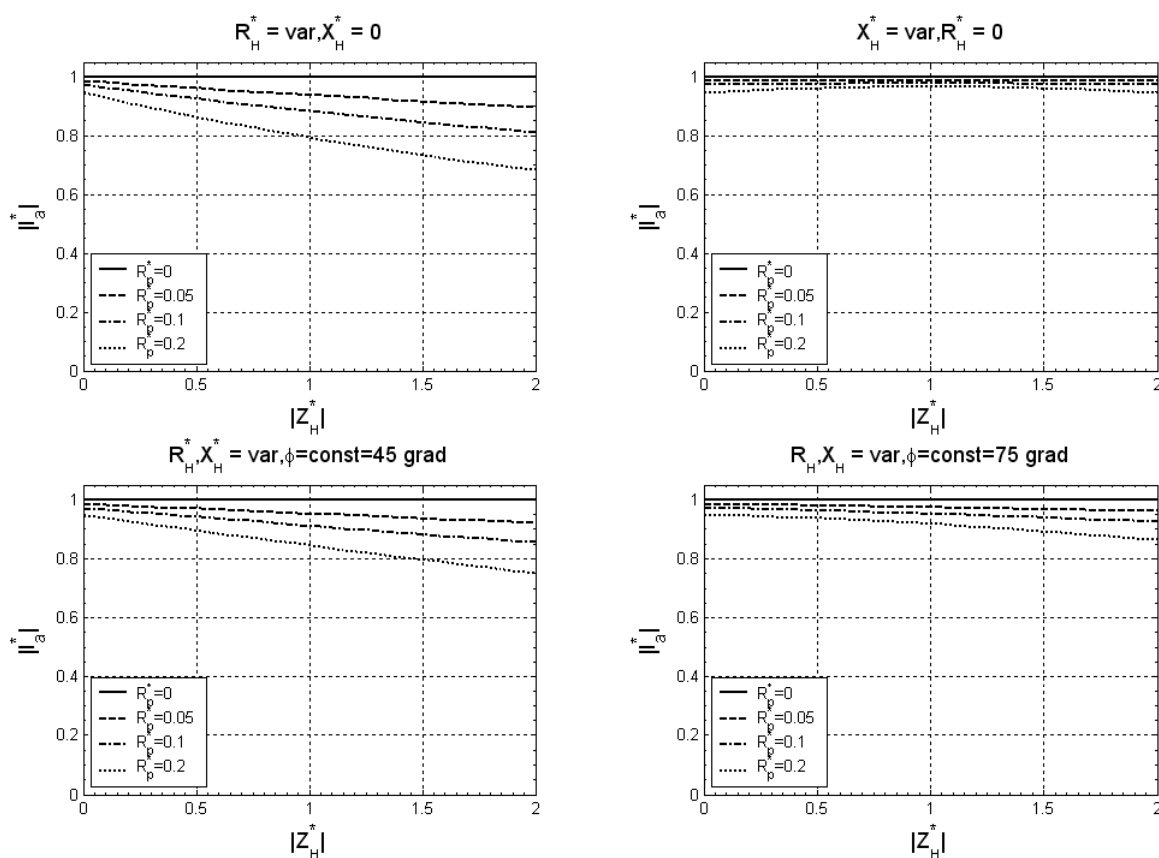 R*H = var,X*H = 0
1
0.8
0.6
0.4
0.2
0
|I*a|
R*p=0
R*p=0.05
R*p=0.1
R*p=0.2
0 0.5 1 1.5 2
|Z*H|
X*H = var,R*H = 0
1
0.8
0.6
0.4
0.2
0
|I*a|
R*p=0
R*p=0.05
R*p=0.1
R*p=0.2
0 0.5 1 1.5 2
|Z*H|
R*H,X*H = var,ϕ=const=45 grad
1
0.8
0.6
0.4
0.2
0
|I*a|
R*p=0
R*p=0.05
R*p=0.1
R*p=0.2
0 0.5 1 1.5 2
|Z*H|
RH,XH = var,ϕ=const=75 grad
1
0.8
0.6
0.4
0.2
0
|I*a|
R*p=0
R*p=0.05
R*p=0.1
R*p=0.2
0 0.5 1 1.5 2
|Z*H|